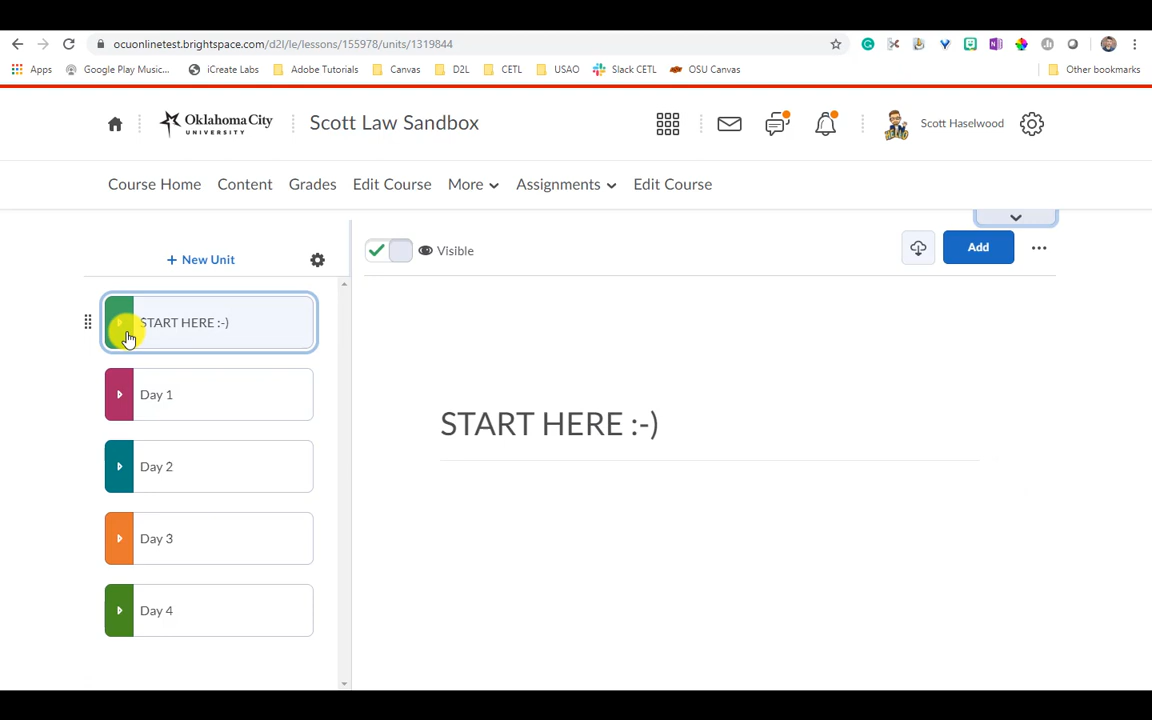 ocuonlinetest.brightspace.com/d2l/le/lessons/155978/units/1319844
Apps Google Play Music... iCreate Labs Adobe Tutorials Canvas D2L CETL USAO Slack CETL OSU Canvas Other bookmarks
Oklahoma City
UNIVERSITY
Scott Law Sandbox
HELLO
Scott Haselwood
Course Home Content Grades Edit Course More Assignments Edit Course
+ New Unit
Visible
Add
START HERE :-)
Day 1
START HERE :-)
Day 2
Day 3
Day 4